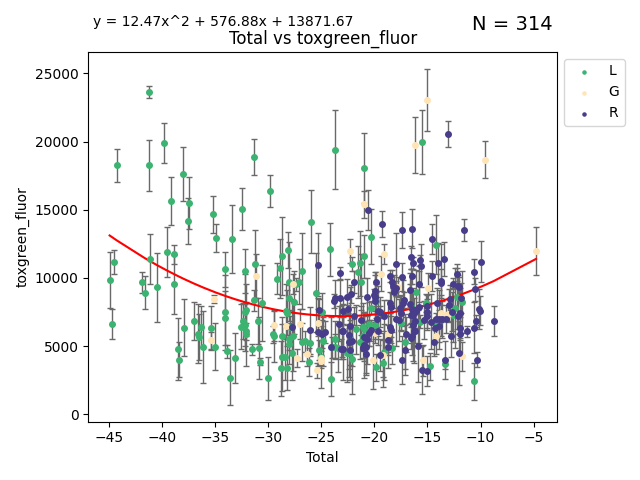 y = 12.47x^2 + 576.88x + 13871.67
N = 314
Total vs toxgreen_fluor
25000
20000
15000
10000
5000
0
toxgreen_fluor
−45
−40
−35
−30
−25
−20
−15
−10
−5
Total
L
G
R